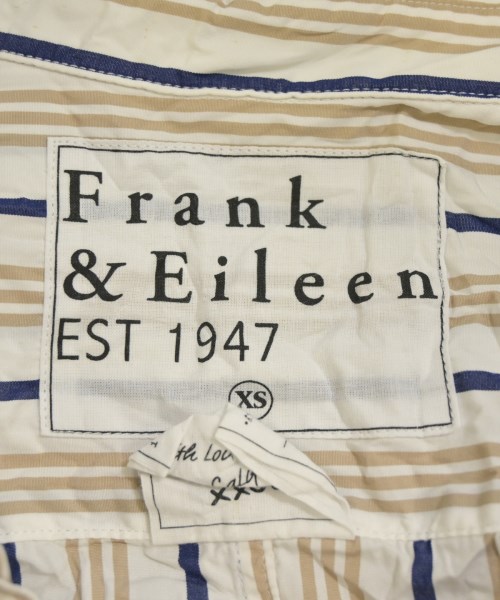 Frank
& Eileen
EST 1947
XS